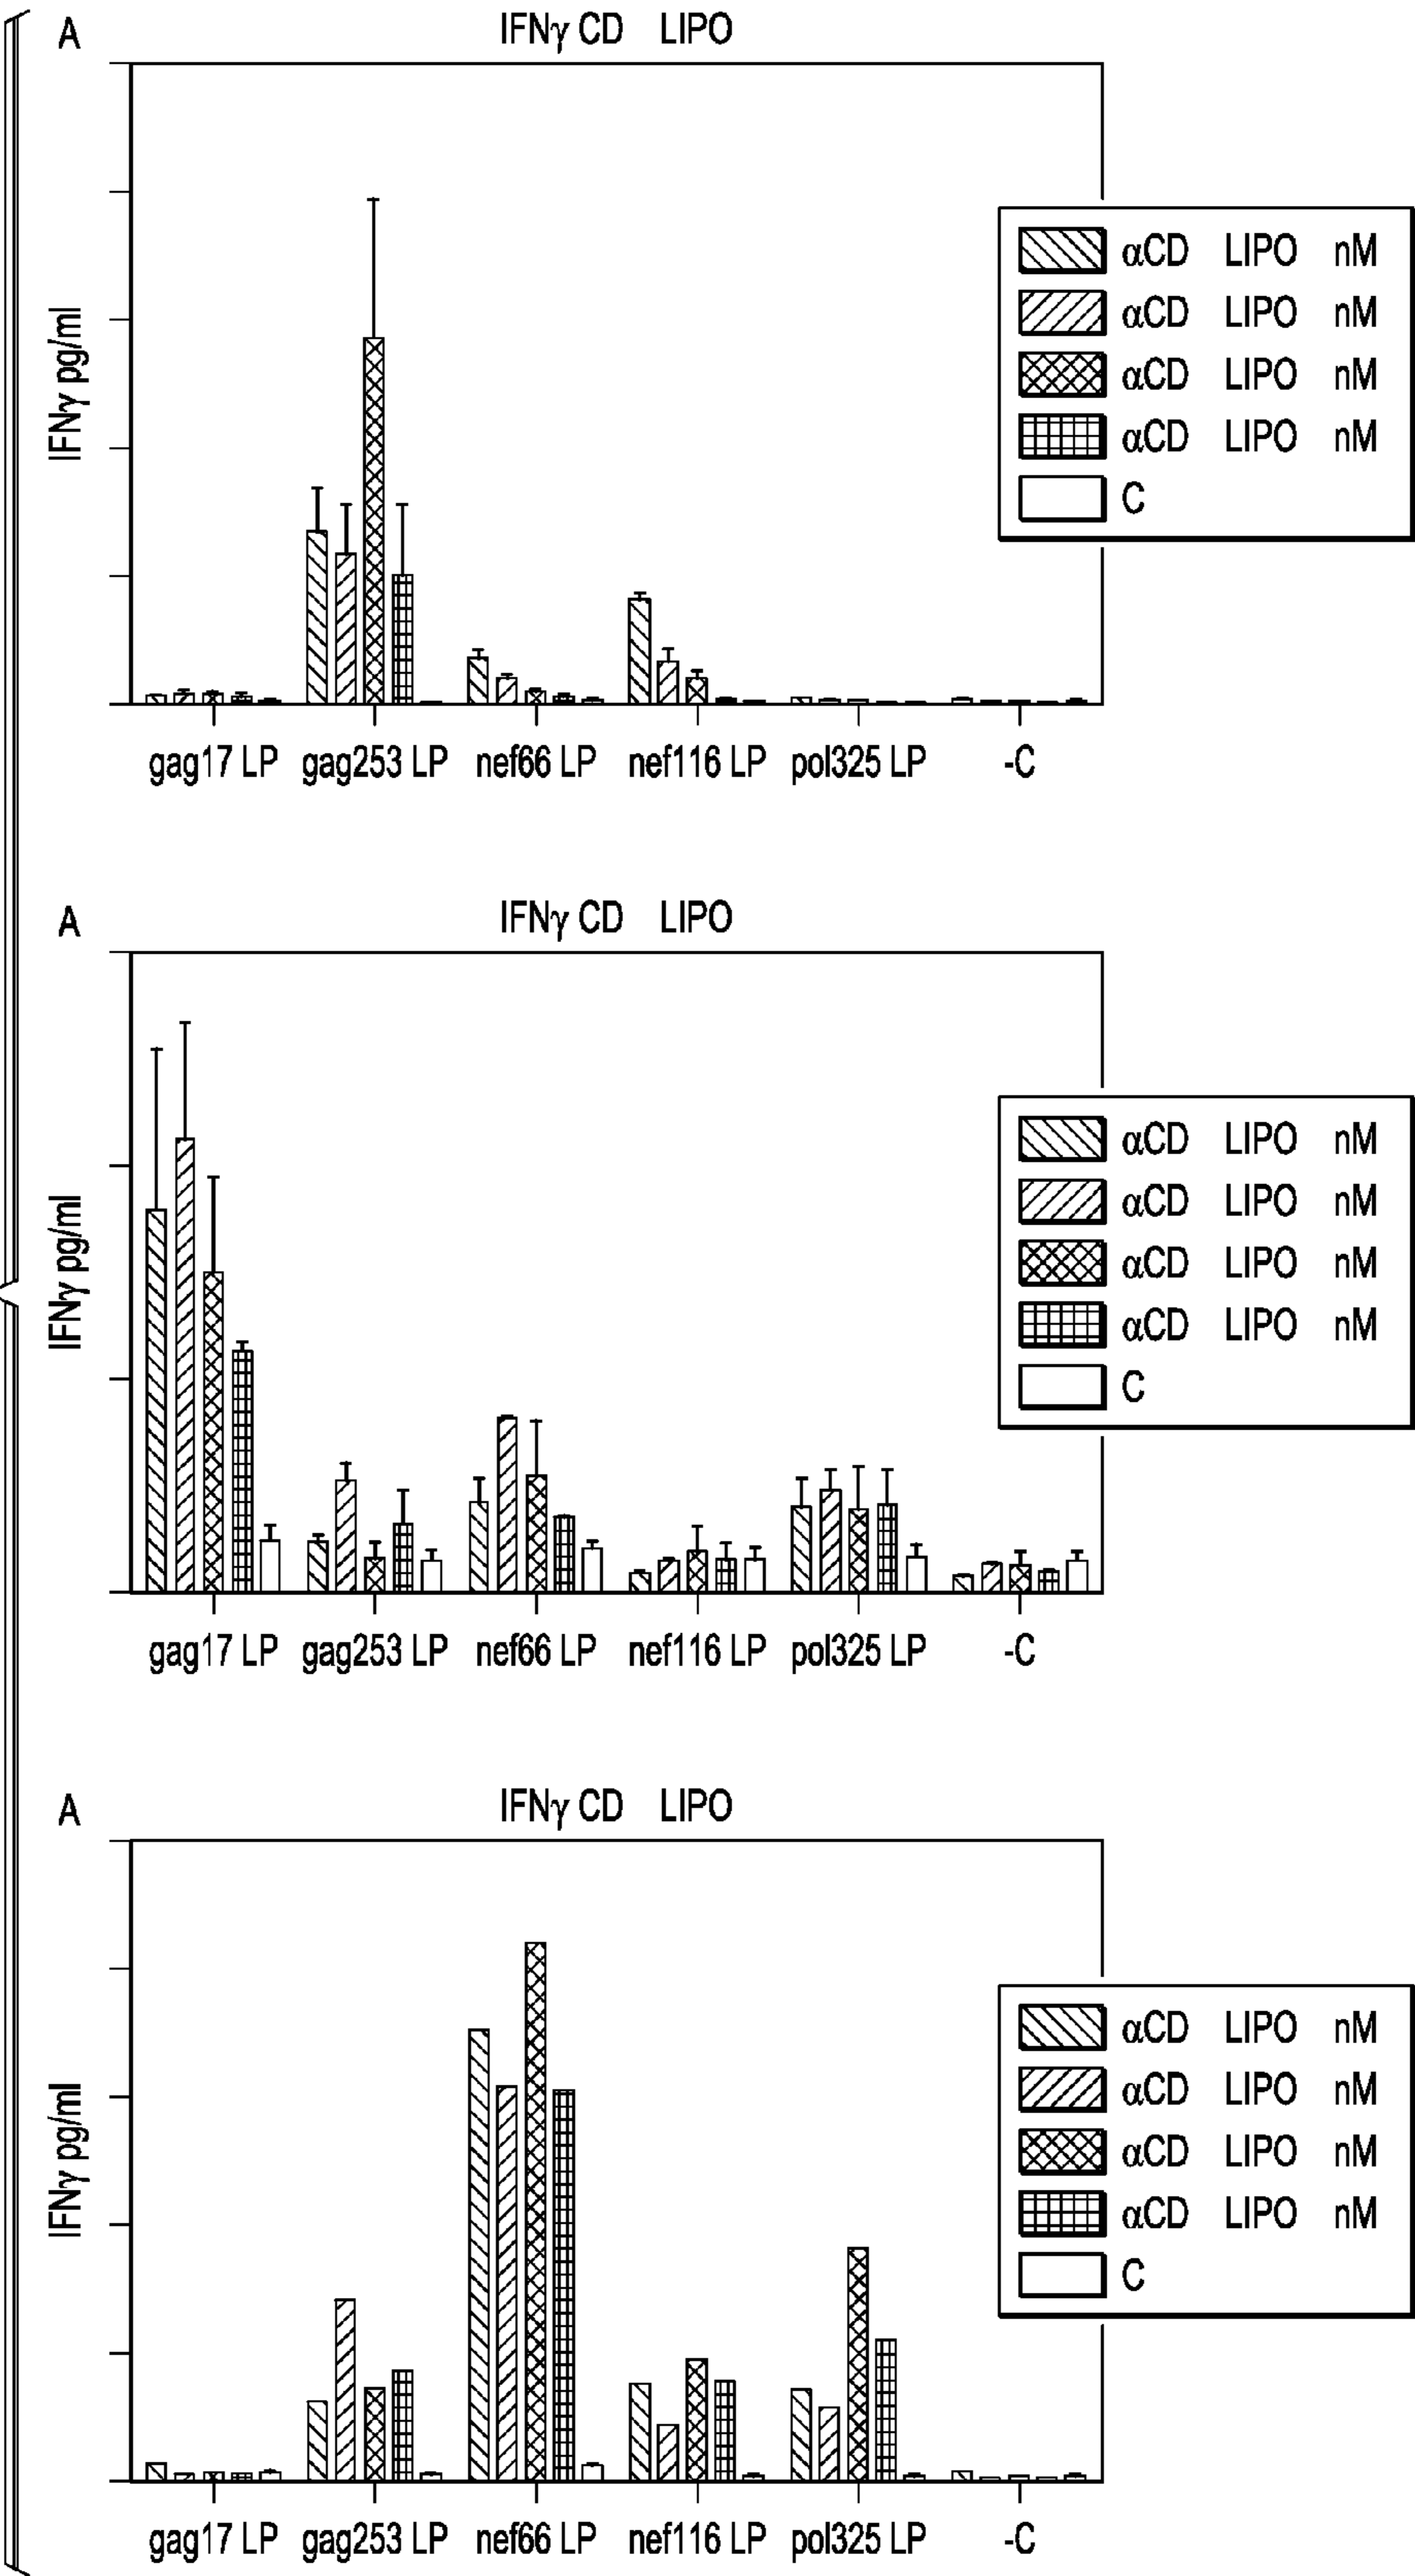 A IFNγ CD LIPO
IFNγ pg/ml
αCD LIPO nM
αCD LIPO nM
αCD LIPO nM
αCD LIPO nM
C
gag17 LP gag253 LP nef66 LP nef116 LP pol325 LP -C
A IFNγ CD LIPO
IFNγ pg/ml
αCD LIPO nM
αCD LIPO nM
αCD LIPO nM
αCD LIPO nM
C
gag17 LP gag253 LP nef66 LP nef116 LP pol325 LP -C
A IFNγ CD LIPO
IFNγ pg/ml
αCD LIPO nM
αCD LIPO nM
αCD LIPO nM
αCD LIPO nM
C
gag17 LP gag253 LP nef66 LP nef116 LP pol325 LP -C